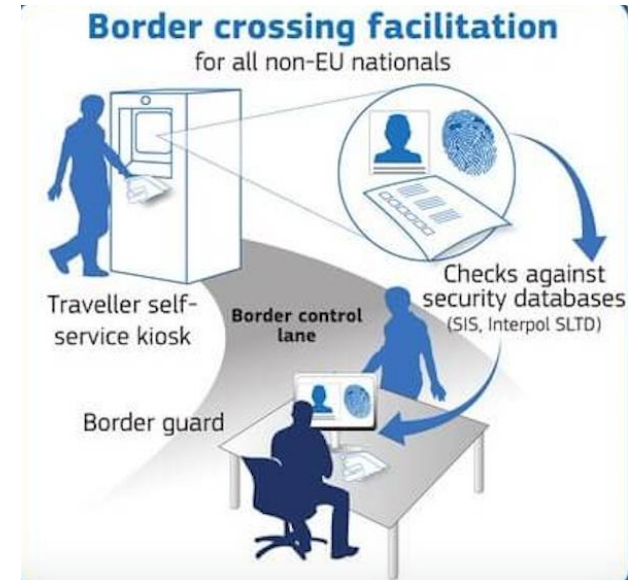 Border crossing facilitation
for all non-EU nationals
Traveller self-
service kiosk
Checks against
security databases
(SIS, Interpol SLTD)
Border control
lane
Border guard